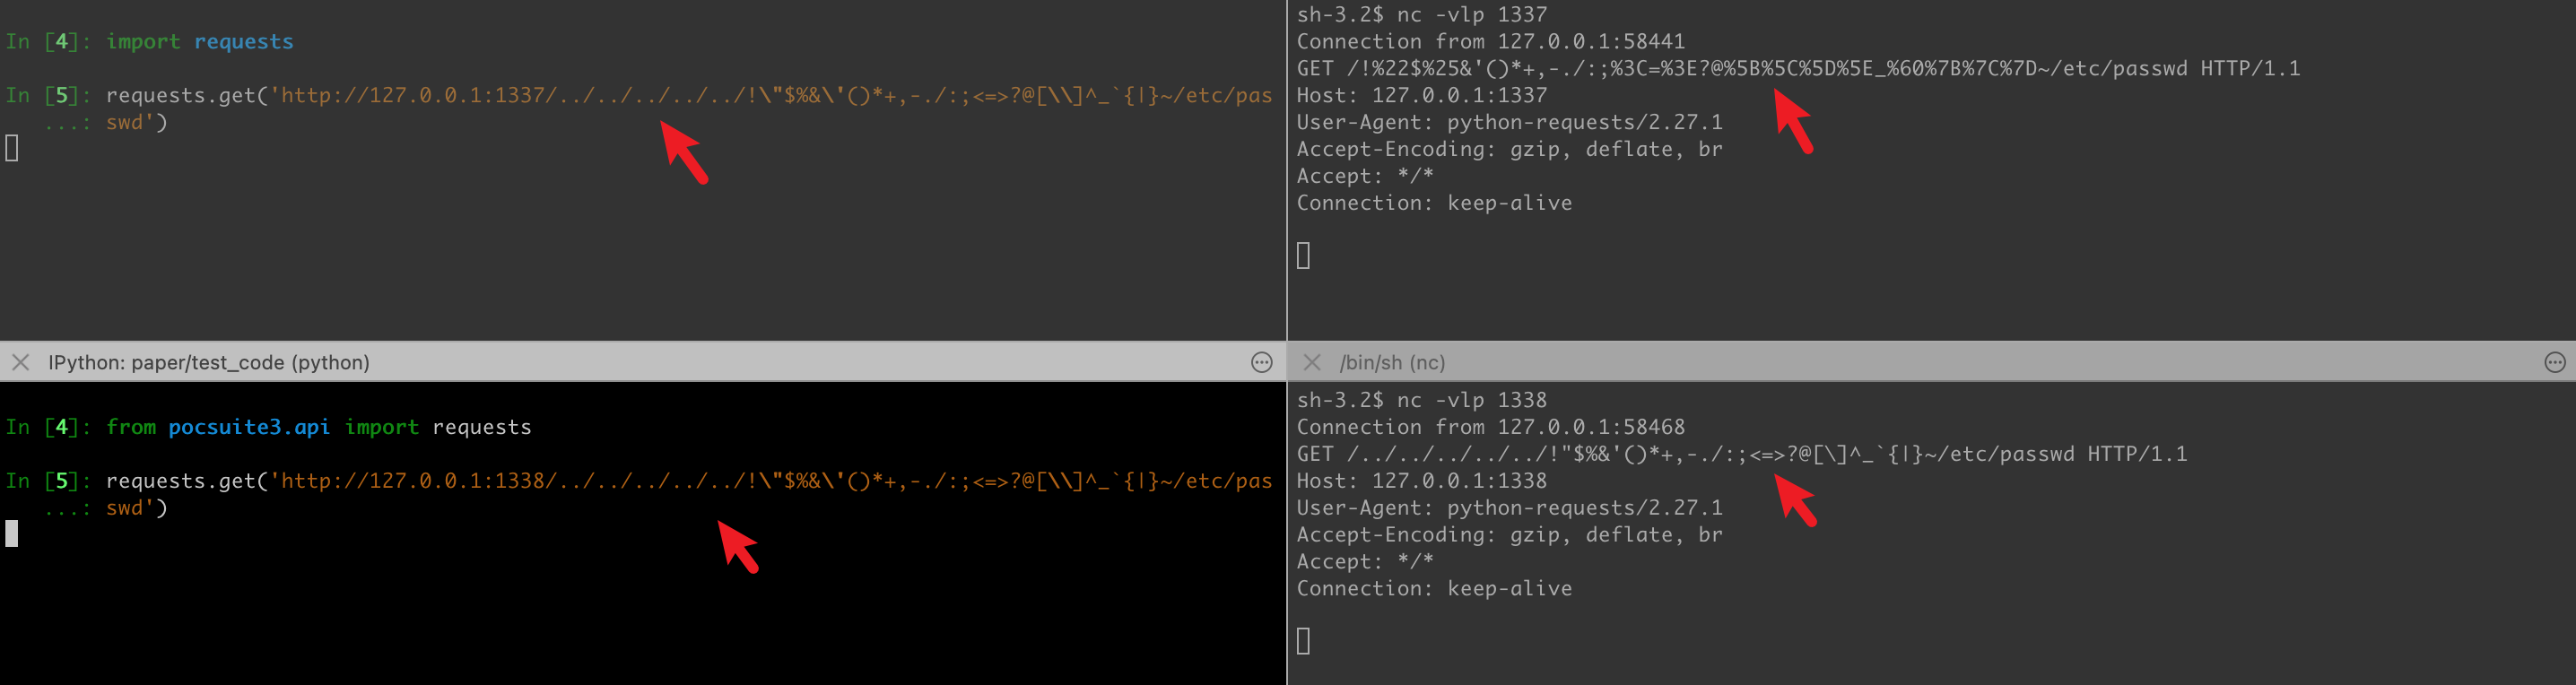 In [4]: import requests
In [5]: requests.get('http://127.0.0.1:1337/../../../../../!\"$%&\'()*+,-./:;<=>?@[\\]^_`{|}~/etc/pas
...: swd')
sh-3.2$ nc -vlp 1337
Connection from 127.0.0.1:58441
GET /!%22$%25&'()*+,-./:;%3C=%3E?@%5B%5C%5D%5E_%60%7B%7C%7D~/etc/passwd HTTP/1.1
Host: 127.0.0.1:1337
User-Agent: python-requests/2.27.1
Accept-Encoding: gzip, deflate, br
Accept: */*
Connection: keep-alive
IPython: paper/test_code (python)
In [4]: from pocsuite3.api import requests
In [5]: requests.get('http://127.0.0.1:1338/../../../../../!\"$%&\'()*+,-./:;<=>?@[\\]^_`{|}~/etc/pas
...: swd')
/bin/sh (nc)
sh-3.2$ nc -vlp 1338
Connection from 127.0.0.1:58468
GET /../../../../../!"$%&'()*+,-./:;<=>?@[\]^_`{|}~/etc/passwd HTTP/1.1
Host: 127.0.0.1:1338
User-Agent: python-requests/2.27.1
Accept-Encoding: gzip, deflate, br
Accept: */*
Connection: keep-alive